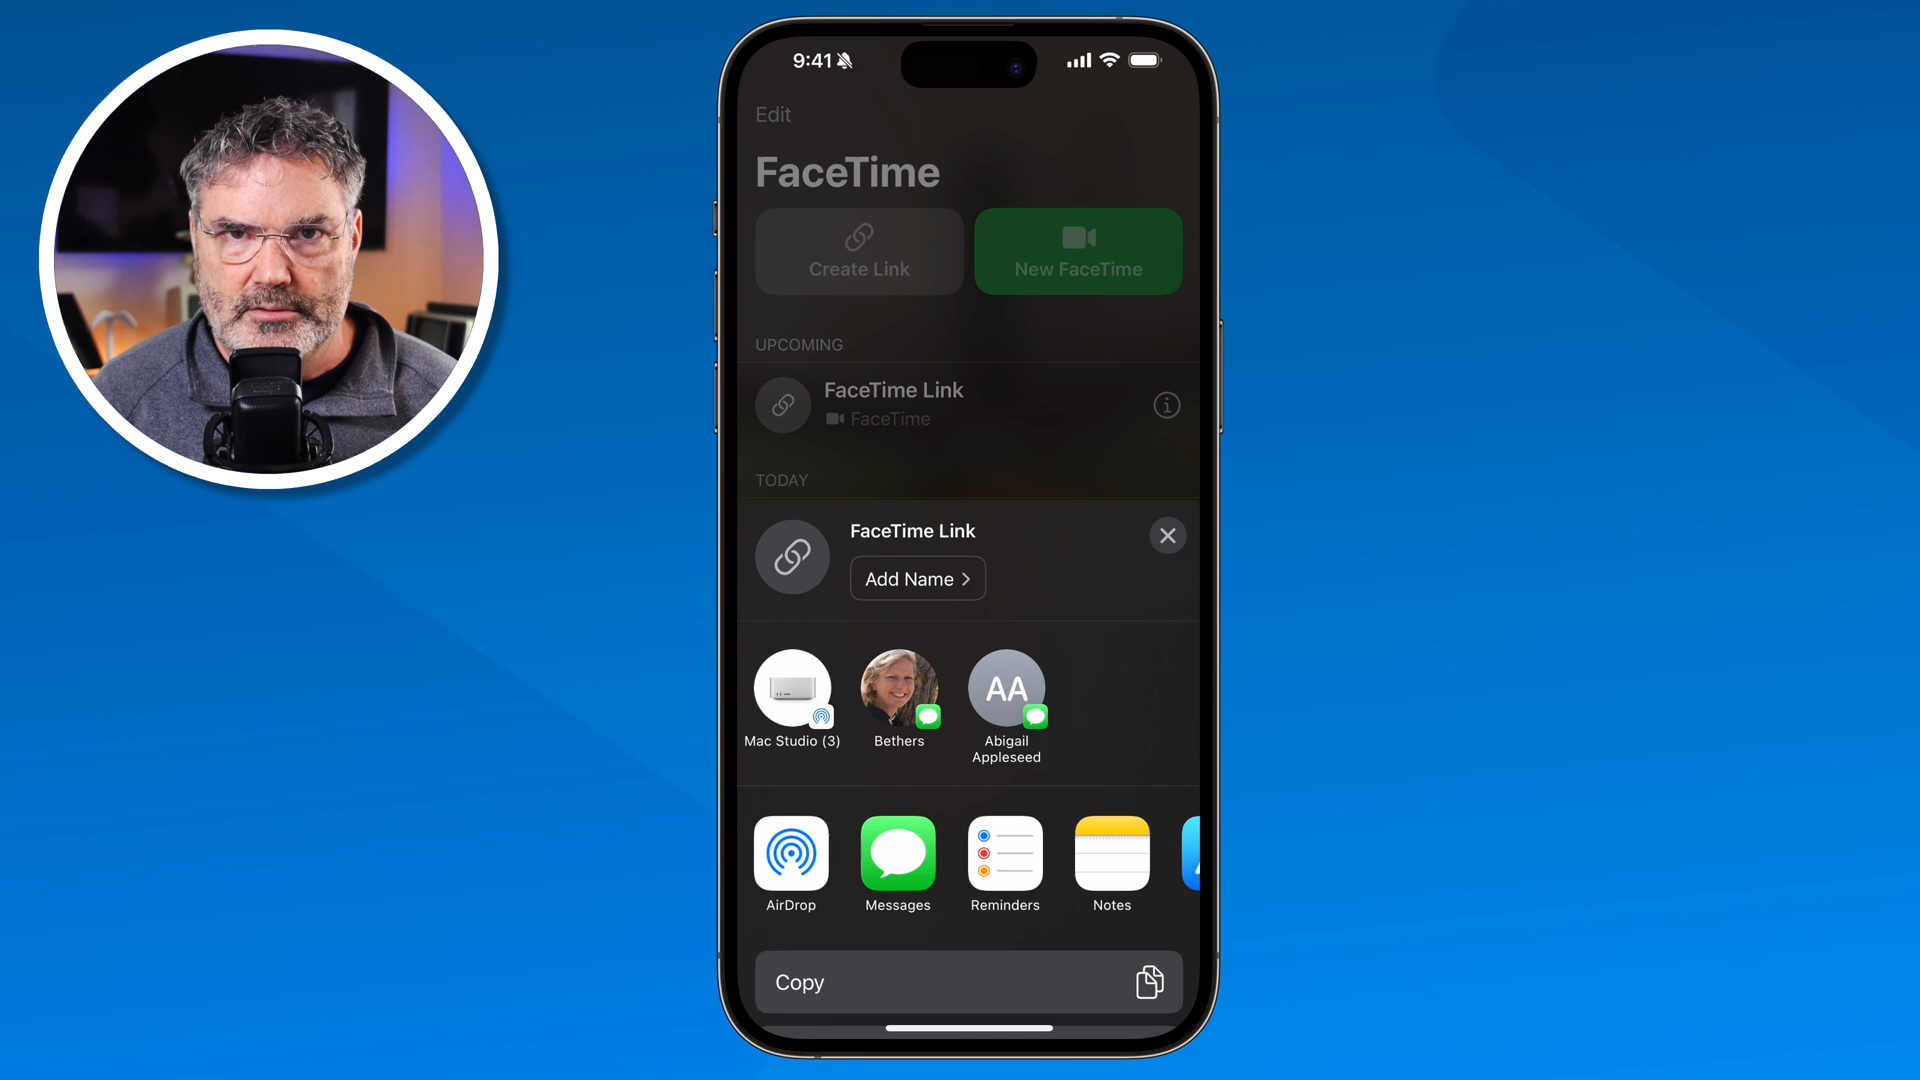 9:41
Edit
FaceTime
Create Link
New FaceTime
UPCOMING
FaceTime Link
FaceTime
TODAY
FaceTime Link
Add Name
Mac Studio (3)
Bethers
AA
Abigail
Appleseed
AirDrop
Messages
Reminders
Notes
Copy